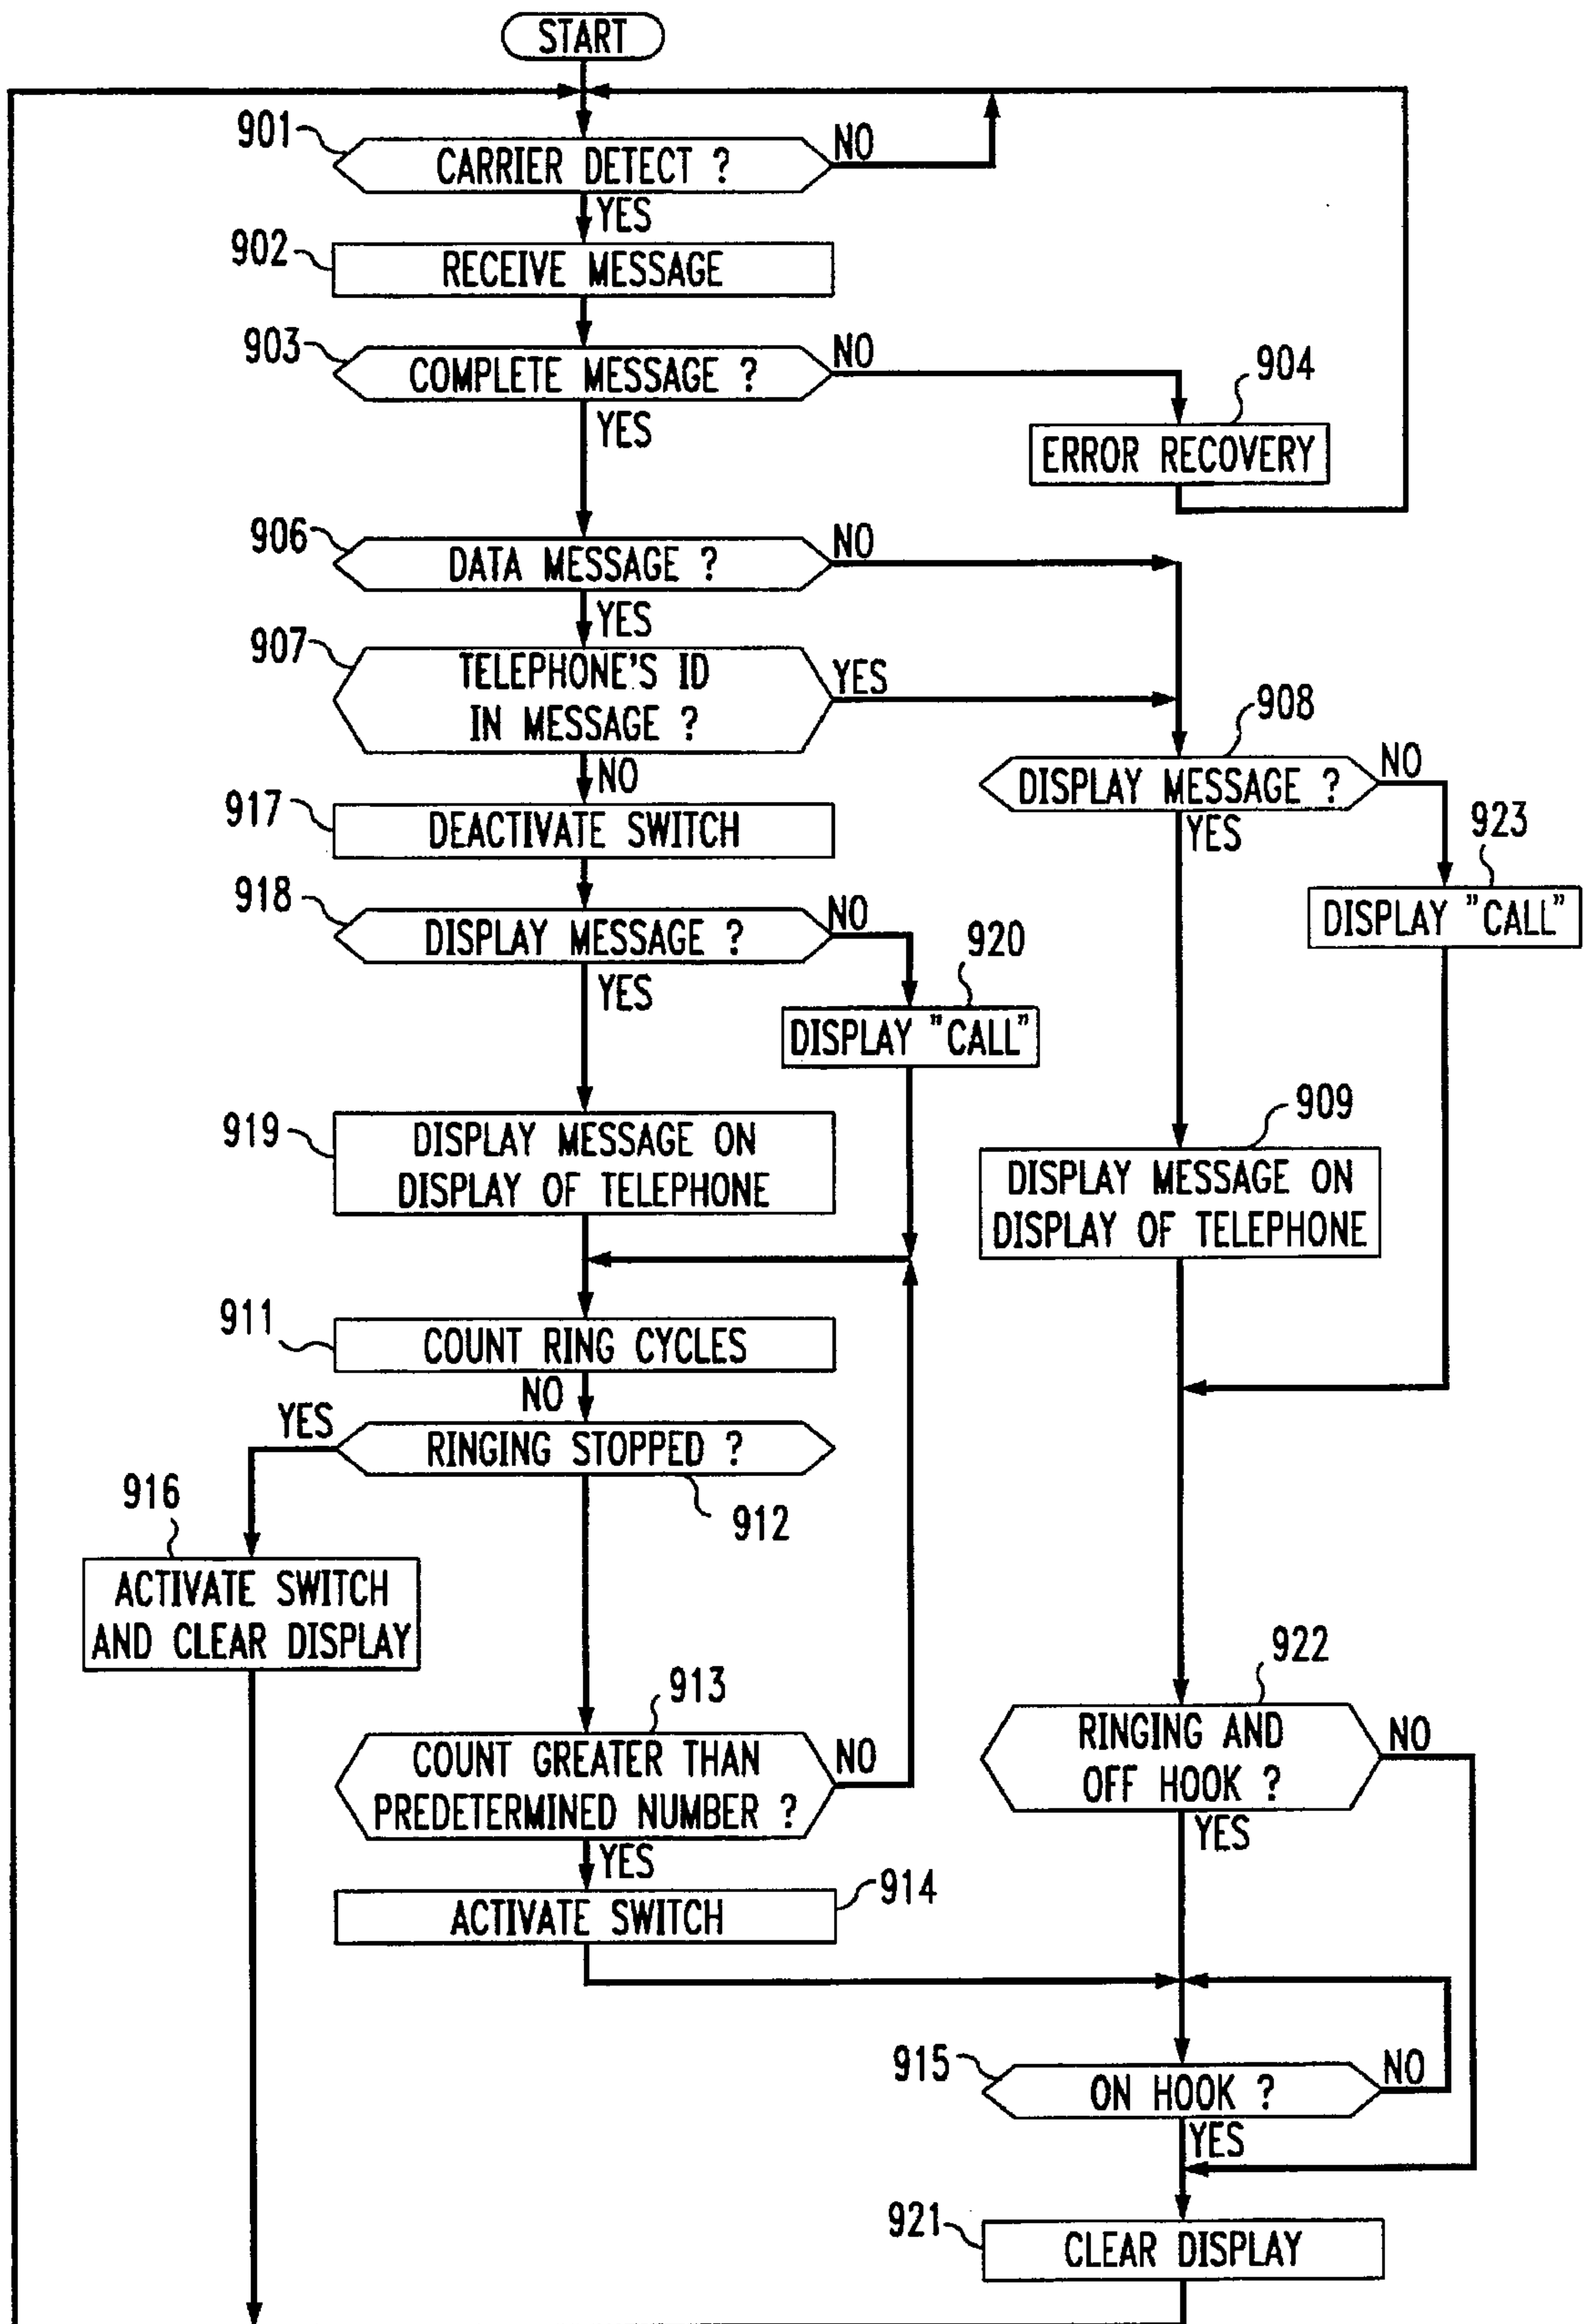 START
901
CARRIER DETECT ?
NO
YES
902
RECEIVE MESSAGE
903
COMPLETE MESSAGE ?
NO
YES
904
ERROR RECOVERY
906
DATA MESSAGE ?
NO
YES
907
TELEPHONE'S ID
IN MESSAGE ?
YES
NO
908
DISPLAY MESSAGE ?
NO
YES
917
DEACTIVATE SWITCH
923
DISPLAY "CALL"
918
DISPLAY MESSAGE ?
NO
YES
920
DISPLAY "CALL"
919
DISPLAY MESSAGE ON
DISPLAY OF TELEPHONE
909
DISPLAY MESSAGE ON
DISPLAY OF TELEPHONE
911
COUNT RING CYCLES
NO
YES
RINGING STOPPED ?
912
916
ACTIVATE SWITCH
AND CLEAR DISPLAY
913
COUNT GREATER THAN
PREDETERMINED NUMBER ?
NO
YES
922
RINGING AND
OFF HOOK ?
NO
YES
914
ACTIVATE SWITCH
915
ON HOOK ?
NO
YES
921
CLEAR DISPLAY